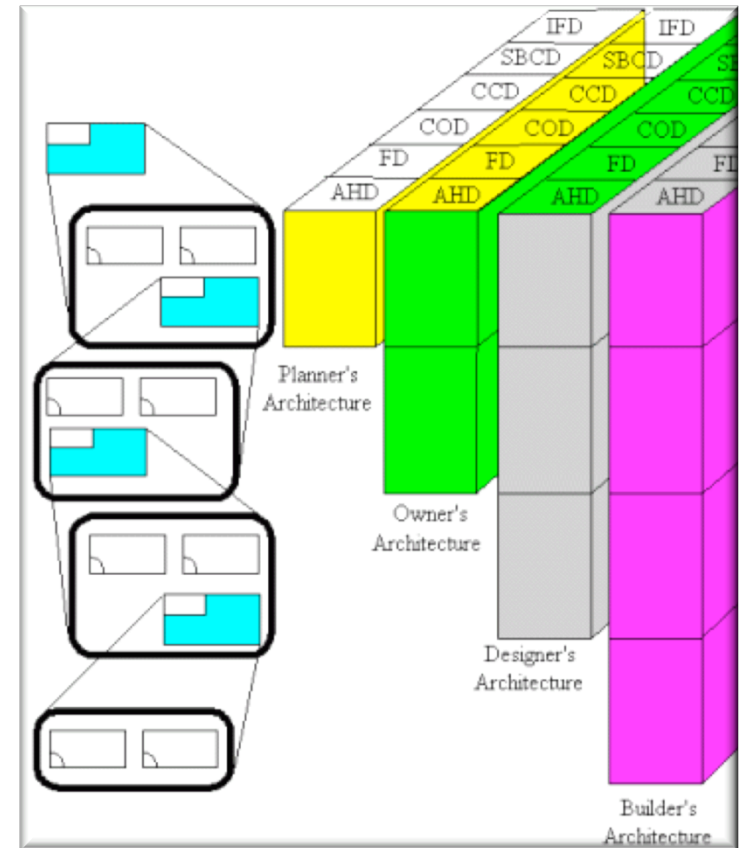 IFD IFD
SBCD SBCD
CCD CCD CCD
COD COD COD
FD FD FD
AHD AHD AHD AHD
Planner's
Architecture
Owner's
Architecture
Designer's
Architecture
Builder's
Architecture